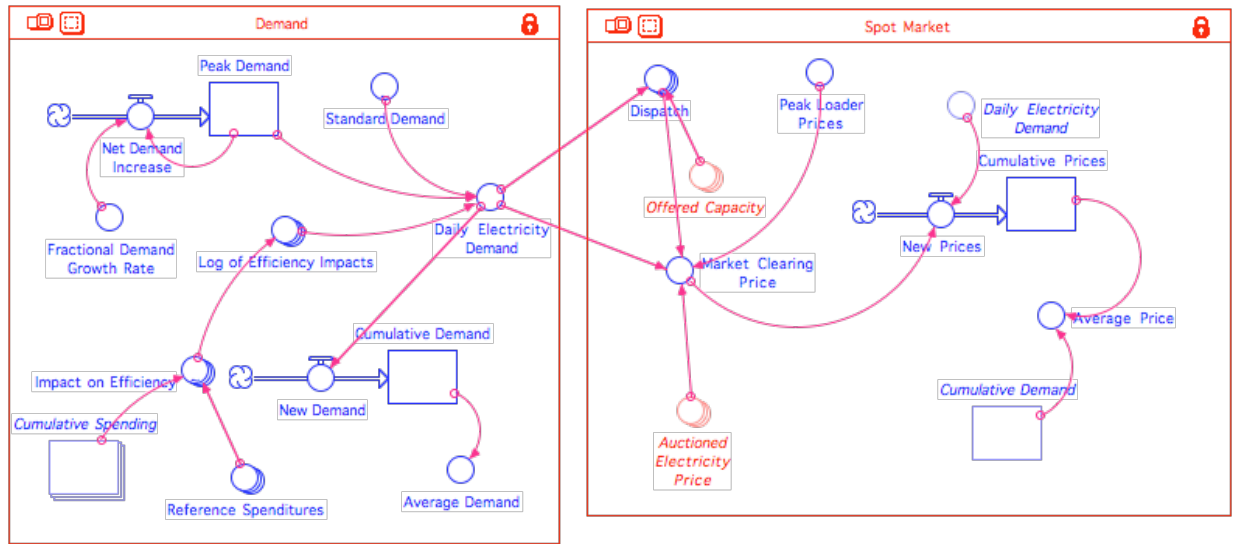 Demand
Peak Demand
Standard Demand
Net Demand
Increase
Fractional Demand
Growth Rate
Log of Efficiency Impacts
Daily Electricity
Demand
Cumulative Demand
Impact on Efficiency
New Demand
Cumulative Spending
Reference Spenditures
Average Demand
Spot Market
Dispatch
Peak Loader
Prices
Daily Electricity
Demand
Cumulative Prices
Offered Capacity
New Prices
Market Clearing
Price
Average Price
Cumulative Demand
Auctioned
Electricity
Price